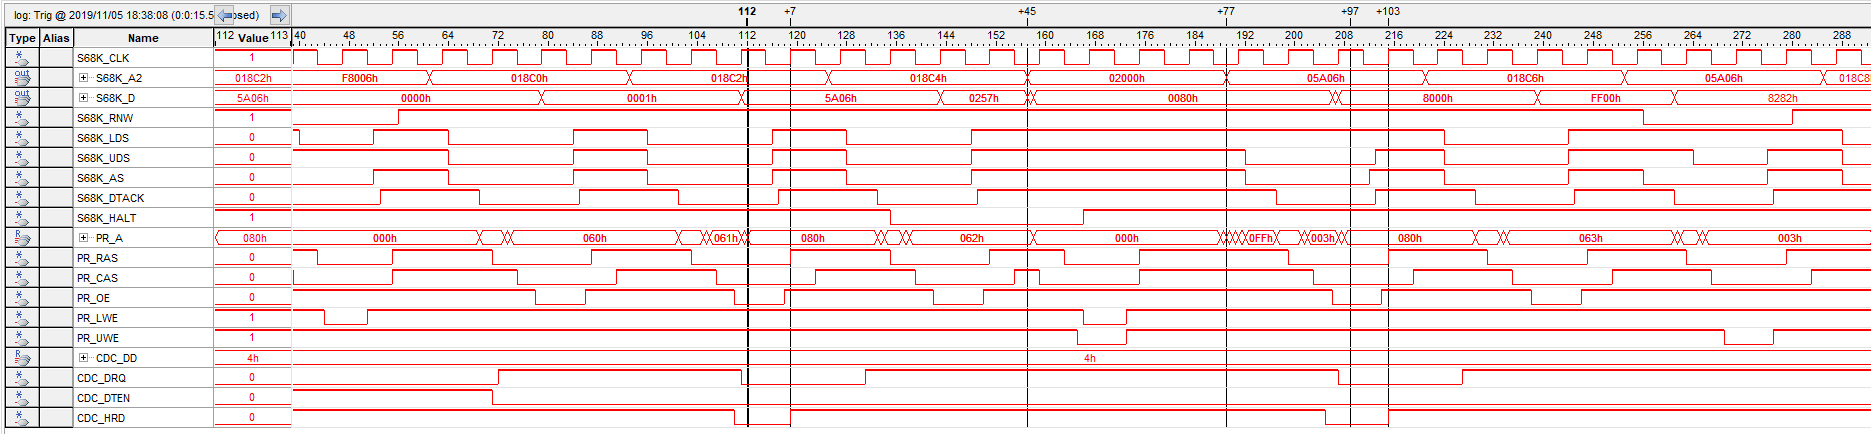 log: Trig @ 2019/11/05 18:38:08 (0:0:15.5 osed) 112 +7 +45 +77 +97 +103
Type Alias Name 112 Value 113 40 48 56 64 72 80 88 96 104 112 120 128 136 144 152 160 168 176 184 192 200 208 216 224 232 240 248 256 264 272 280 288
S68K_CLK 1
out S68K_A2 018C2h F8006h 018C0h 018C2h 018C4h 02000h 05A06h 018C6h 05A06h 018C8
out S68K_D 5A06h 0000h 0001h 5A06h 0257h 0080h 8000h FF00h 8282h
S68K_RNW 1
S68K_LDS 0
S68K_UDS 0
S68K_AS 0
S68K_DTACK 0
S68K_HALT 1
R PR_A 080h 000h 060h 061h 080h 062h 000h 0FFh 003h 080h 063h 003h
PR_RAS 0
PR_CAS 0
PR_OE 0
PR_LWE 1
PR_UWE 1
R CDC_DD 4h 4h
CDC_DRQ 0
CDC_DTEN 0
CDC_HRD 0